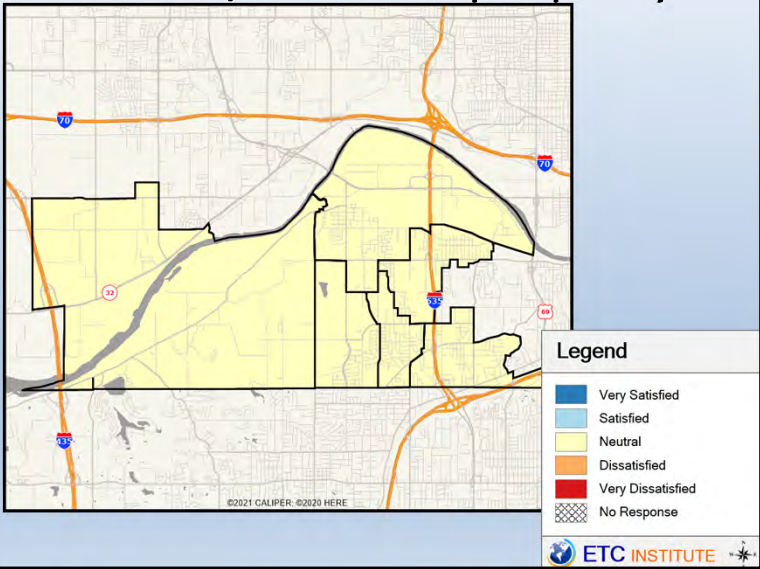 70
70
32
635
69
435
©2021 CALIPER; ©2020 HERE
Legend
Very Satisfied
Satisfied
Neutral
Dissatisfied
Very Dissatisfied
No Response
ETC INSTITUTE